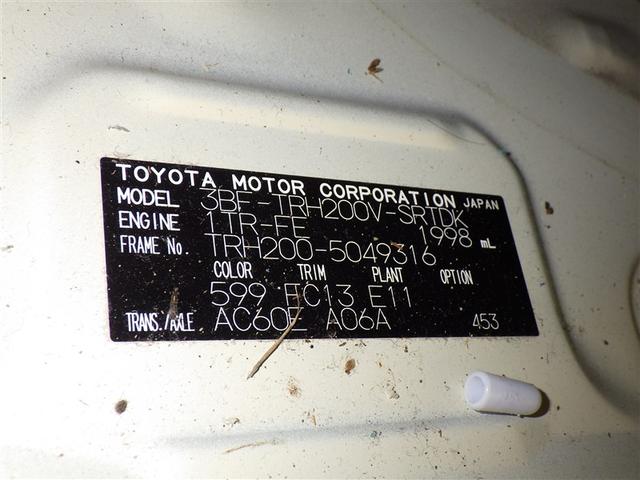 TOYOTA MOTOR CORPORATION JAPAN
MODEL 3BF-TRH200V-SRTDK
ENGINE 1TR-FE 1998 mL
FRAME No. TRH200-5049316
COLOR TRIM PLANT OPTION
599 FC13 E11
TRANS./AXLE AC60E A06A 453